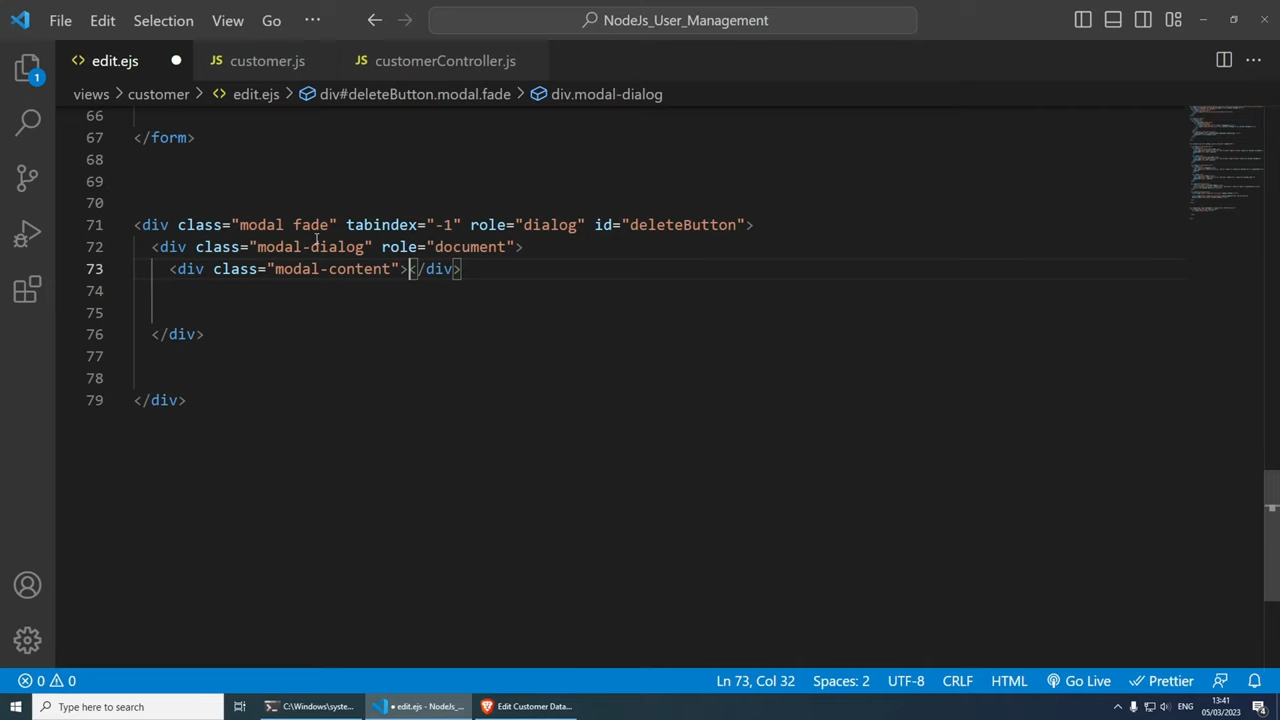 File Edit Selection View Go ··· NodeJs_User_Management
edit.ejs customer.js customerController.js
views > customer > edit.ejs > div#deleteButton.modal.fade > div.modal-dialog
66
67 </form>
68
69
70
71 <div class="modal fade" tabindex="-1" role="dialog" id="deleteButton">
72 <div class="modal-dialog" role="document">
73 <div class="modal-content"></div>
74
75
76 </div>
77
78
79 </div>
0 0 Ln 73, Col 32 Spaces: 2 UTF-8 CRLF HTML Go Live Prettier
Type here to search C:\Windows\system... edit.ejs - NodeJs_... Edit Customer Data... ENG 13:41
05/03/2023